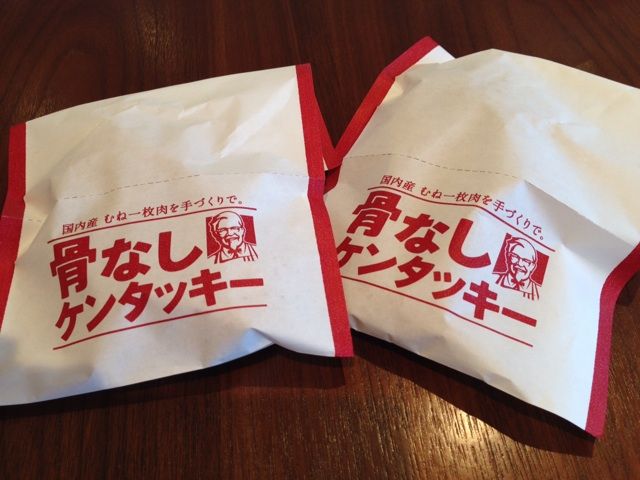 国内産 むね一枚肉を手づくりで。
骨なし
ケンタッキー
国内産 むね一枚肉を手づくりで。
骨なし
ケンタッキー